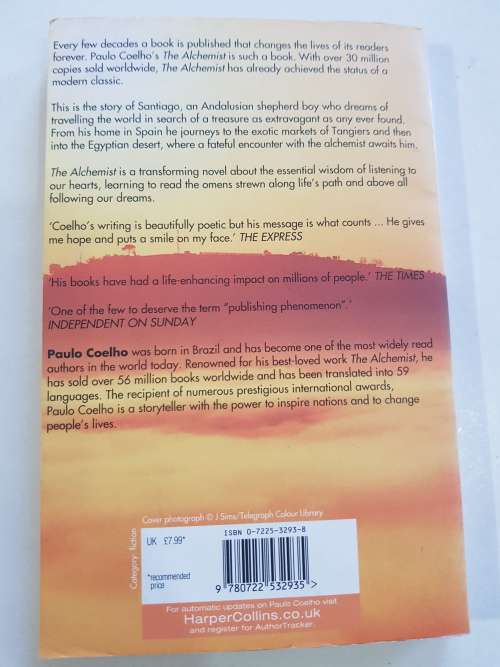 Every few decades a book is published that changes the lives of its readers
forever. Paulo Coelho's The Alchemist is such a book. With over 30 million
copies sold worldwide, The Alchemist has already achieved the status of a
modern classic.
This is the story of Santiago, an Andalusian shepherd boy who dreams of
travelling the world in search of a treasure as extravagant as any ever found.
From his home in Spain he journeys to the exotic markets of Tangiers and then
into the Egyptian desert, where a fateful encounter with the alchemist awaits him.
The Alchemist is a transforming novel about the essential wisdom of listening to
our hearts, learning to read the omens strewn along life's path and above all
following our dreams.
'Coelho's writing is beautifully poetic but his message is what counts ... He gives
me hope and puts a smile on my face.' THE EXPRESS
'His books have had a life-enhancing impact on millions of people.' THE TIMES
'One of the few to deserve the term "publishing phenomenon".'
INDEPENDENT ON SUNDAY
Paulo Coelho was born in Brazil and has become one of the most widely read
authors in the world today. Renowned for his best-loved work The Alchemist, he
has sold over 56 million books worldwide and has been translated into 59
languages. The recipient of numerous prestigious international awards,
Paulo Coelho is a storyteller with the power to inspire nations and to change
people's lives.
Cover photograph © J Sims/Telegraph Colour Library
Category: fiction
UK £7.99*
*recommended
price
ISBN 0-7225-3293-8
9 780722 532935 >
For automatic updates on Paulo Coelho visit
HarperCollins.co.uk
and register for AuthorTracker.